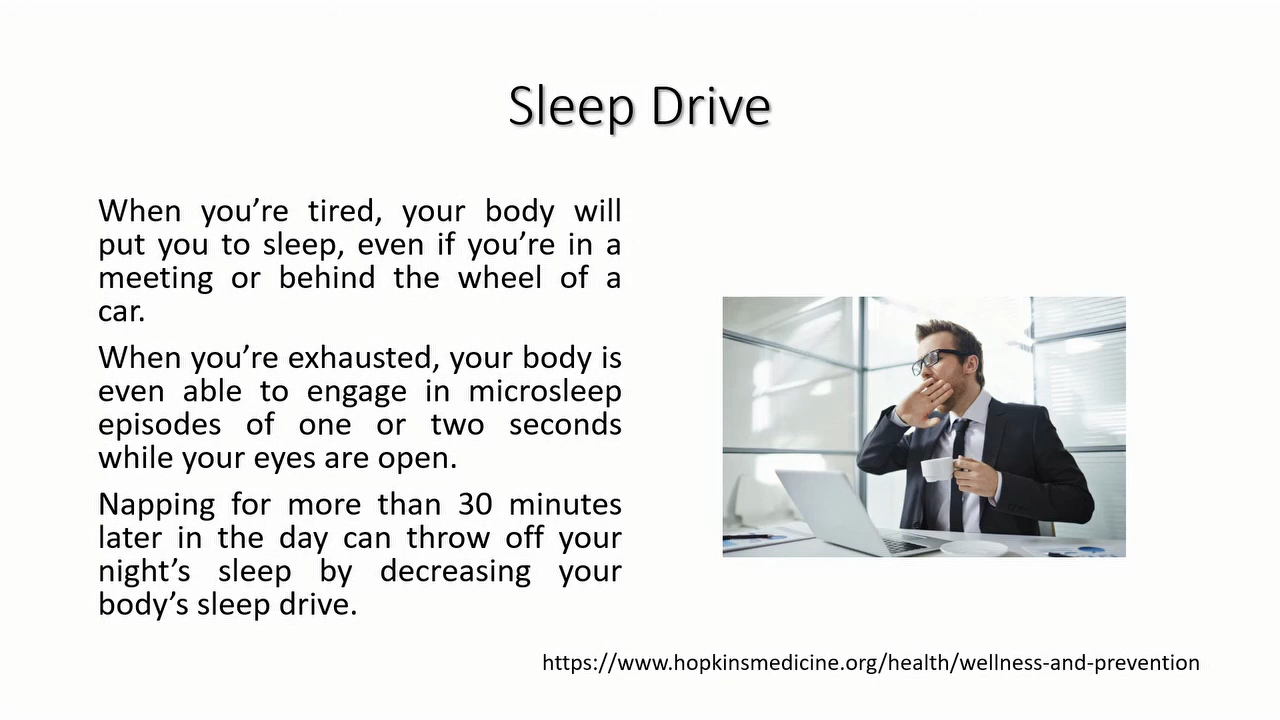 Sleep Drive
When you’re tired, your body will
put you to sleep, even if you’re in a
meeting or behind the wheel of a
car.
When you’re exhausted, your body is
even able to engage in microsleep
episodes of one or two seconds
while your eyes are open.
Napping for more than 30 minutes
later in the day can throw off your
night’s sleep by decreasing your
body’s sleep drive.
https://www.hopkinsmedicine.org/health/wellness-and-prevention